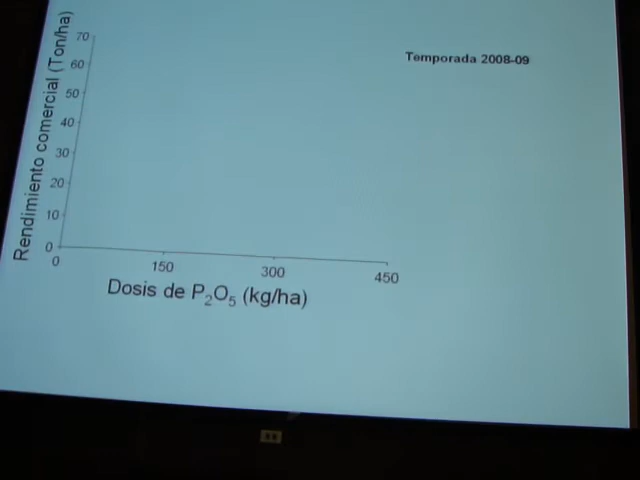 Temporada 2008-09
Rendimiento comercial (Ton/ha)
70
60
50
40
30
20
10
0
0 150 300 450
Dosis de P₂O₅ (kg/ha)